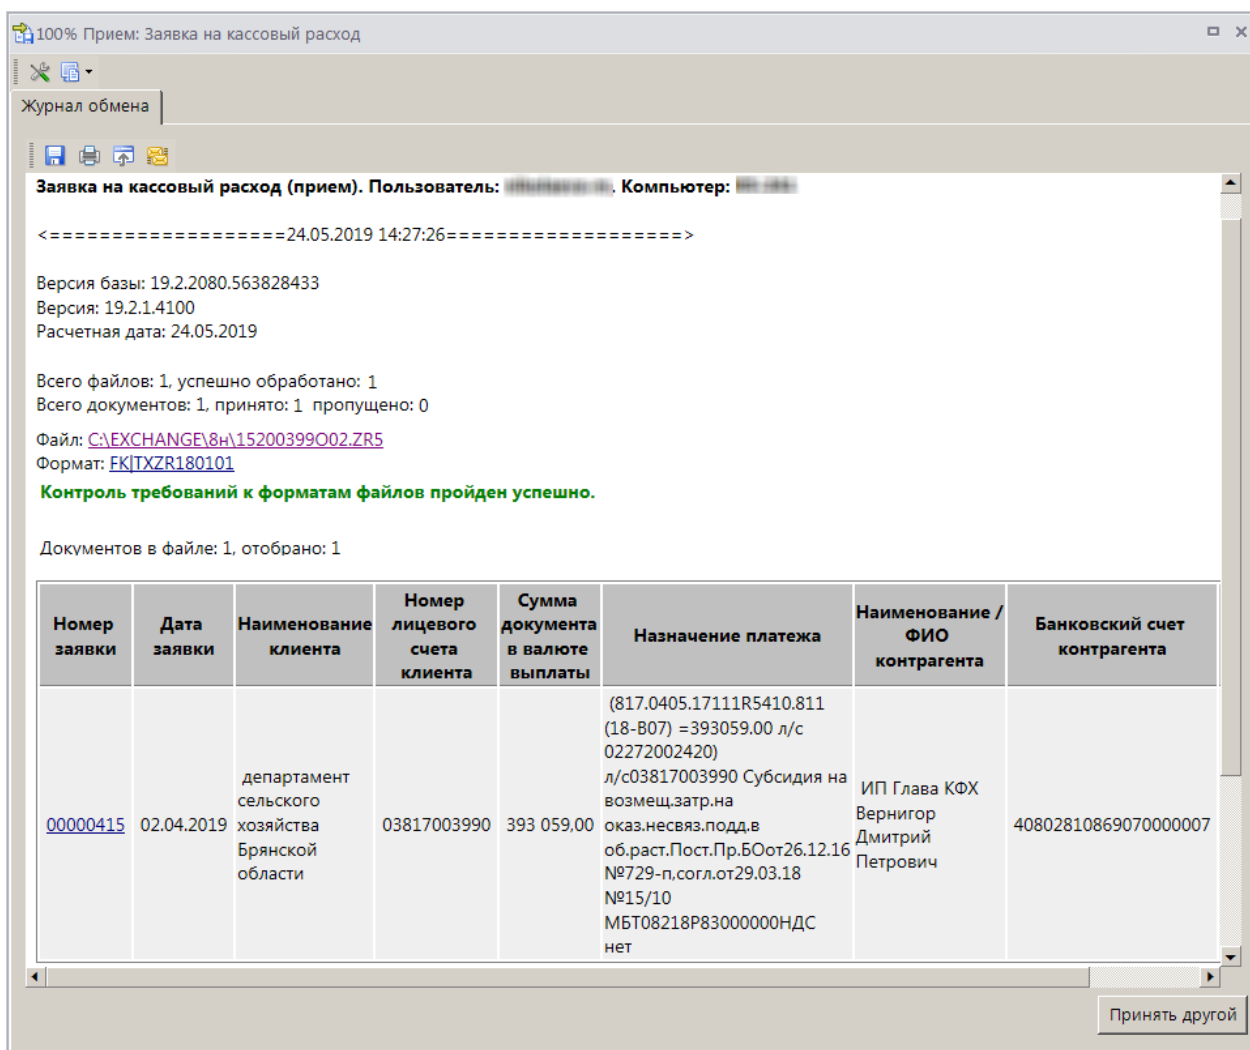 100% Прием: Заявка на кассовый расход
Журнал обмена
Заявка на кассовый расход (прием). Пользователь: . Компьютер:
<===================24.05.2019 14:27:26===================>
Версия базы: 19.2.2080.563828433
Версия: 19.2.1.4100
Расчетная дата: 24.05.2019
Всего файлов: 1, успешно обработано: 1
Всего документов: 1, принято: 1 пропущено: 0
Файл: C:\EXCHANGE\8н\15200399O02.ZR5
Формат: FK|TXZR180101
Контроль требований к форматам файлов пройден успешно.
Документов в файле: 1, отобрано: 1
Номер
заявки
Дата
заявки
Наименование
клиента
Номер
лицевого
счета
клиента
Сумма
документа
в валюте
выплаты
Назначение платежа
Наименование /
ФИО
контрагента
Банковский счет
контрагента
00000415
02.04.2019
департамент
сельского
хозяйства
Брянской
области
03817003990
393 059,00
(817.0405.17111R5410.811
(18-В07) =393059.00 л/с
02272002420)
л/с03817003990 Субсидия на
возмещ.затр.на
оказ.несвяз.подд.в
об.раст.Пост.Пр.БОот26.12.16
№729-п,согл.от29.03.18
№15/10
МБТ08218Р83000000НДС
нет
ИП Глава КФХ
Вернигор
Дмитрий
Петрович
40802810869070000007
Принять другой